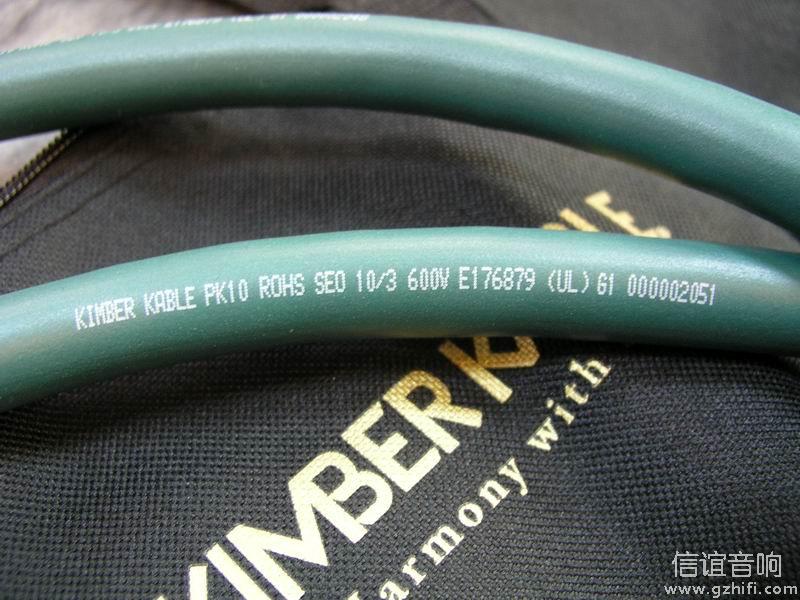 KIMBER KABLE PK10 ROHS SEO 10/3 600V E176879 (UL) 61 000002051
KIMBER K LE
armony with
信谊音响
www.gzhifi.com